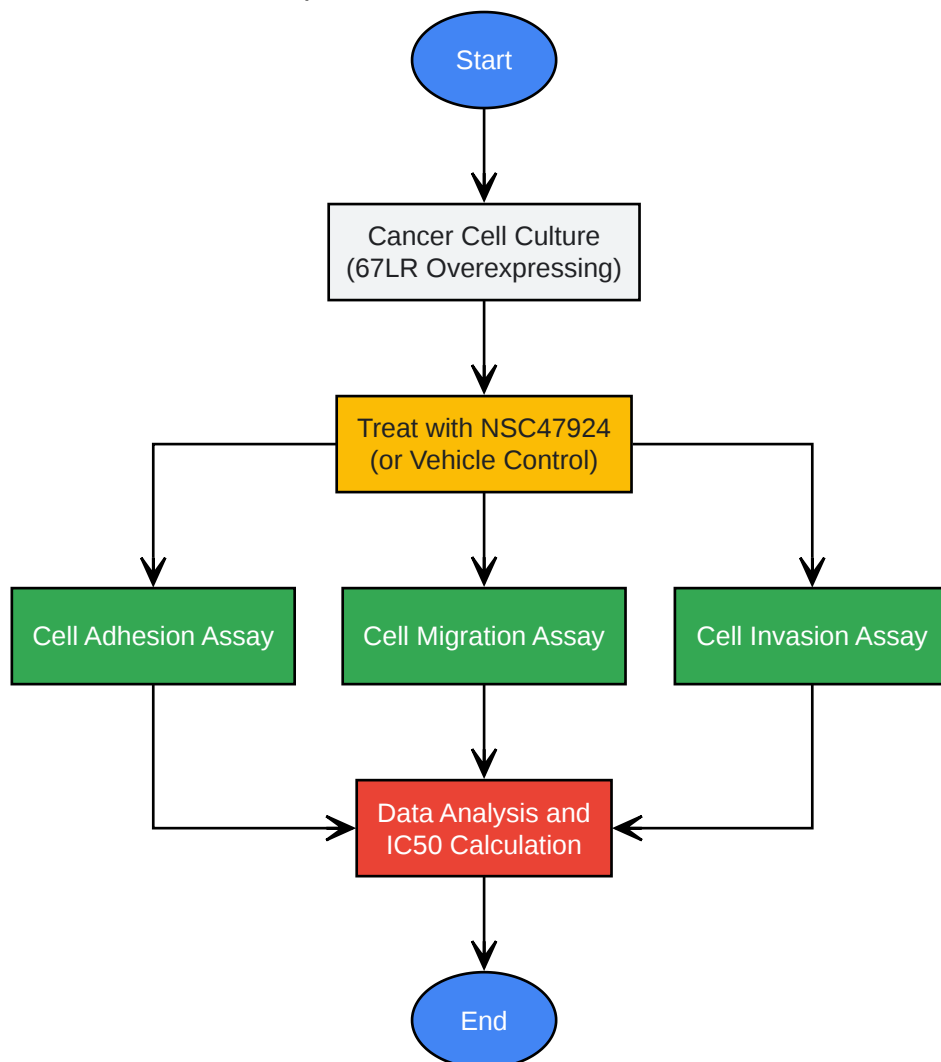 Start
Cancer Cell Culture
(67LR Overexpressing)
Treat with NSC47924
(or Vehicle Control)
Cell Adhesion Assay
Cell Migration Assay
Cell Invasion Assay
Data Analysis and
IC50 Calculation
End